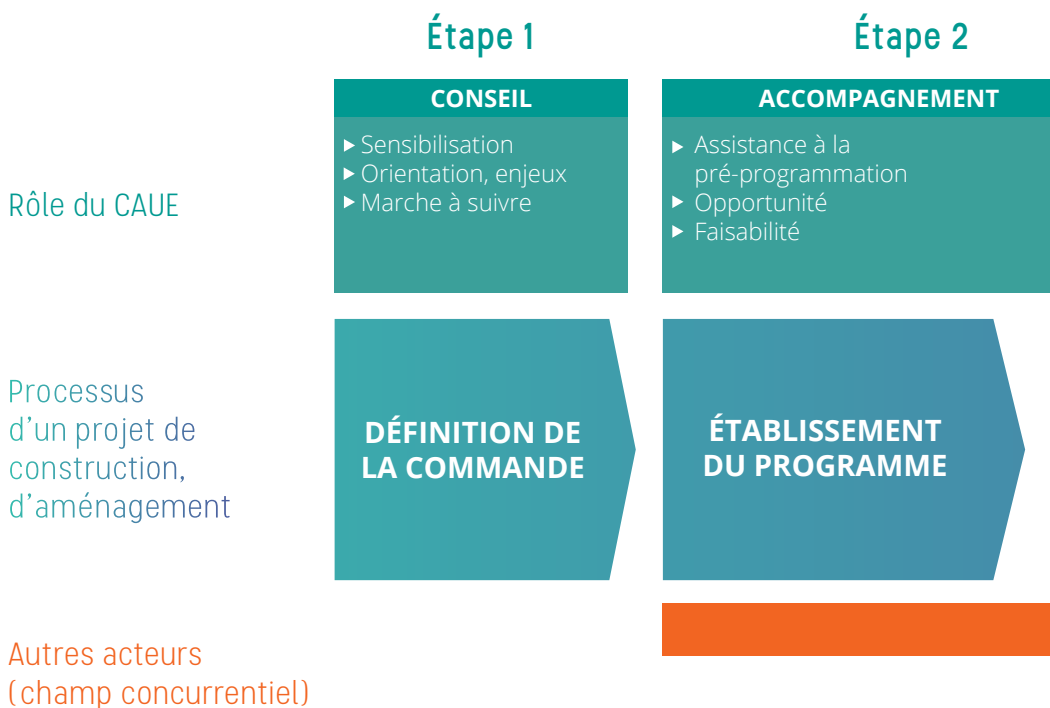 Étape 1
Étape 2
Rôle du CAUE
CONSEIL
▶ Sensibilisation
▶ Orientation, enjeux
▶ Marche à suivre
ACCOMPAGNEMENT
▶ Assistance à la
pré-programmation
▶ Opportunité
▶ Faisabilité
Processus
d'un projet de
construction,
d'aménagement
DÉFINITION DE
LA COMMANDE
ÉTABLISSEMENT
DU PROGRAMME
Autres acteurs
(champ concurrentiel)